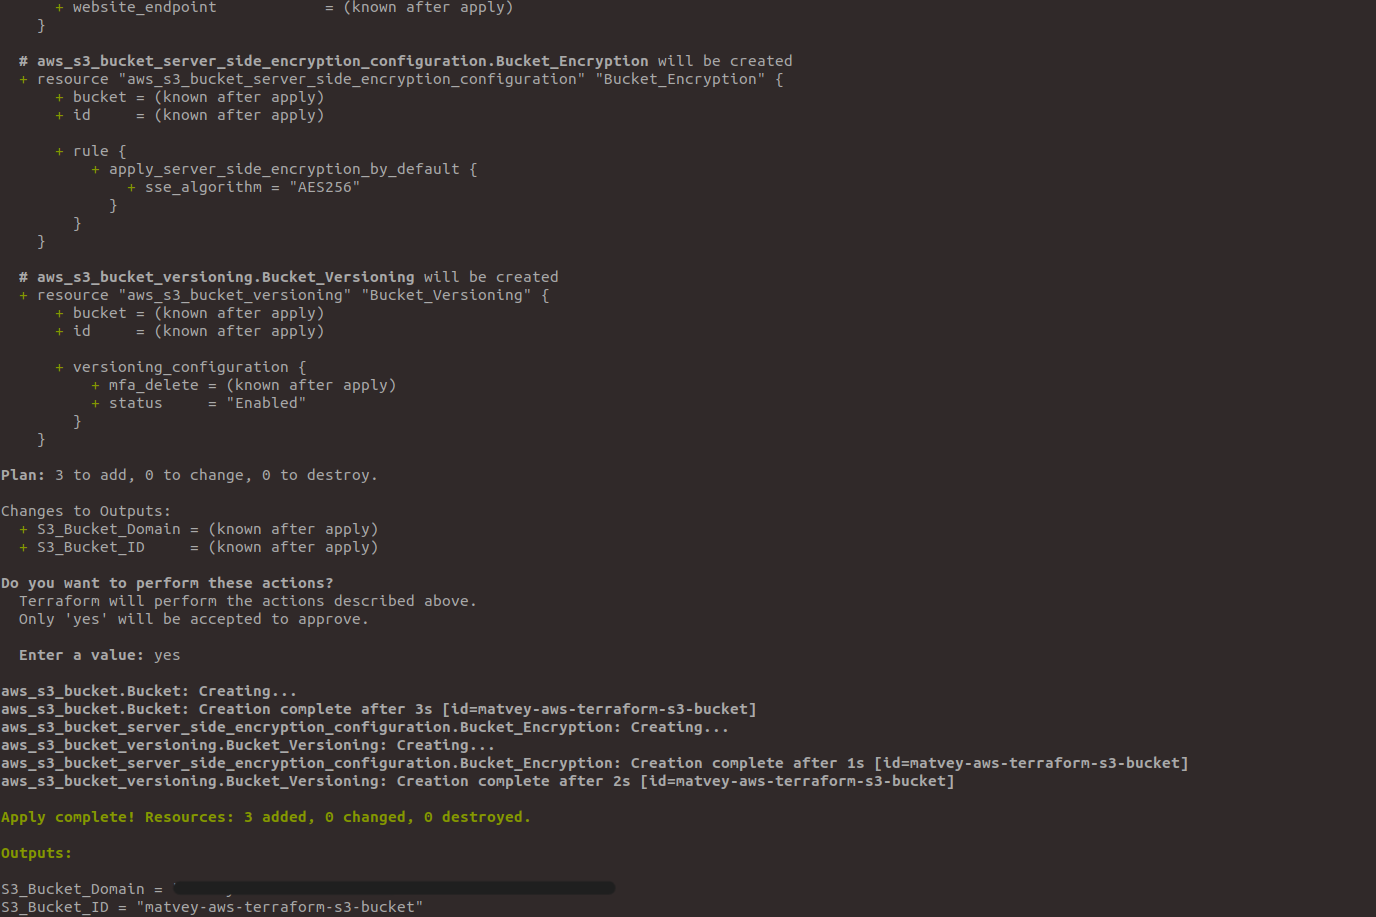 + website_endpoint            = (known after apply)
}
# aws_s3_bucket_server_side_encryption_configuration.Bucket_Encryption will be created
+ resource "aws_s3_bucket_server_side_encryption_configuration" "Bucket_Encryption" {
+ bucket = (known after apply)
+ id     = (known after apply)
+ rule {
+ apply_server_side_encryption_by_default {
+ sse_algorithm = "AES256"
}
}
}
# aws_s3_bucket_versioning.Bucket_Versioning will be created
+ resource "aws_s3_bucket_versioning" "Bucket_Versioning" {
+ bucket = (known after apply)
+ id     = (known after apply)
+ versioning_configuration {
+ mfa_delete = (known after apply)
+ status     = "Enabled"
}
}
Plan: 3 to add, 0 to change, 0 to destroy.
Changes to Outputs:
+ S3_Bucket_Domain = (known after apply)
+ S3_Bucket_ID     = (known after apply)
Do you want to perform these actions?
Terraform will perform the actions described above.
Only 'yes' will be accepted to approve.
Enter a value: yes
aws_s3_bucket.Bucket: Creating...
aws_s3_bucket.Bucket: Creation complete after 3s [id=matvey-aws-terraform-s3-bucket]
aws_s3_bucket_server_side_encryption_configuration.Bucket_Encryption: Creating...
aws_s3_bucket_versioning.Bucket_Versioning: Creating...
aws_s3_bucket_server_side_encryption_configuration.Bucket_Encryption: Creation complete after 1s [id=matvey-aws-terraform-s3-bucket]
aws_s3_bucket_versioning.Bucket_Versioning: Creation complete after 2s [id=matvey-aws-terraform-s3-bucket]
Apply complete! Resources: 3 added, 0 changed, 0 destroyed.
Outputs:
S3_Bucket_Domain =
S3_Bucket_ID = "matvey-aws-terraform-s3-bucket"